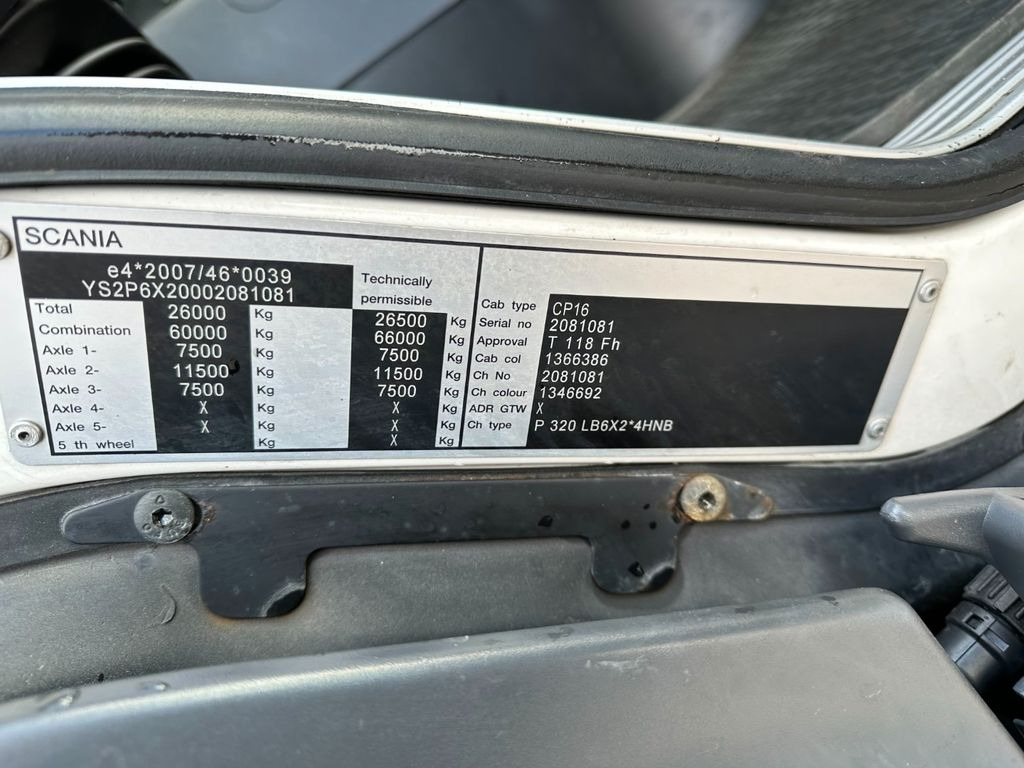 SCANIA
e4*2007/46*0039
YS2P6X20002081081
Technically
permissible
Total 26000 Kg 26500 Kg
Combination 60000 Kg 66000 Kg
Axle 1- 7500 Kg 7500 Kg
Axle 2- 11500 Kg 11500 Kg
Axle 3- 7500 Kg 7500 Kg
Axle 4- X Kg X Kg
Axle 5- X Kg X Kg
5 th wheel Kg X Kg
Cab type CP16
Serial no 2081081
Approval T 118 Fh
Cab col 1366386
Ch No 2081081
Ch colour 1346692
ADR GTW X
Ch type P 320 LB6X2*4HNB